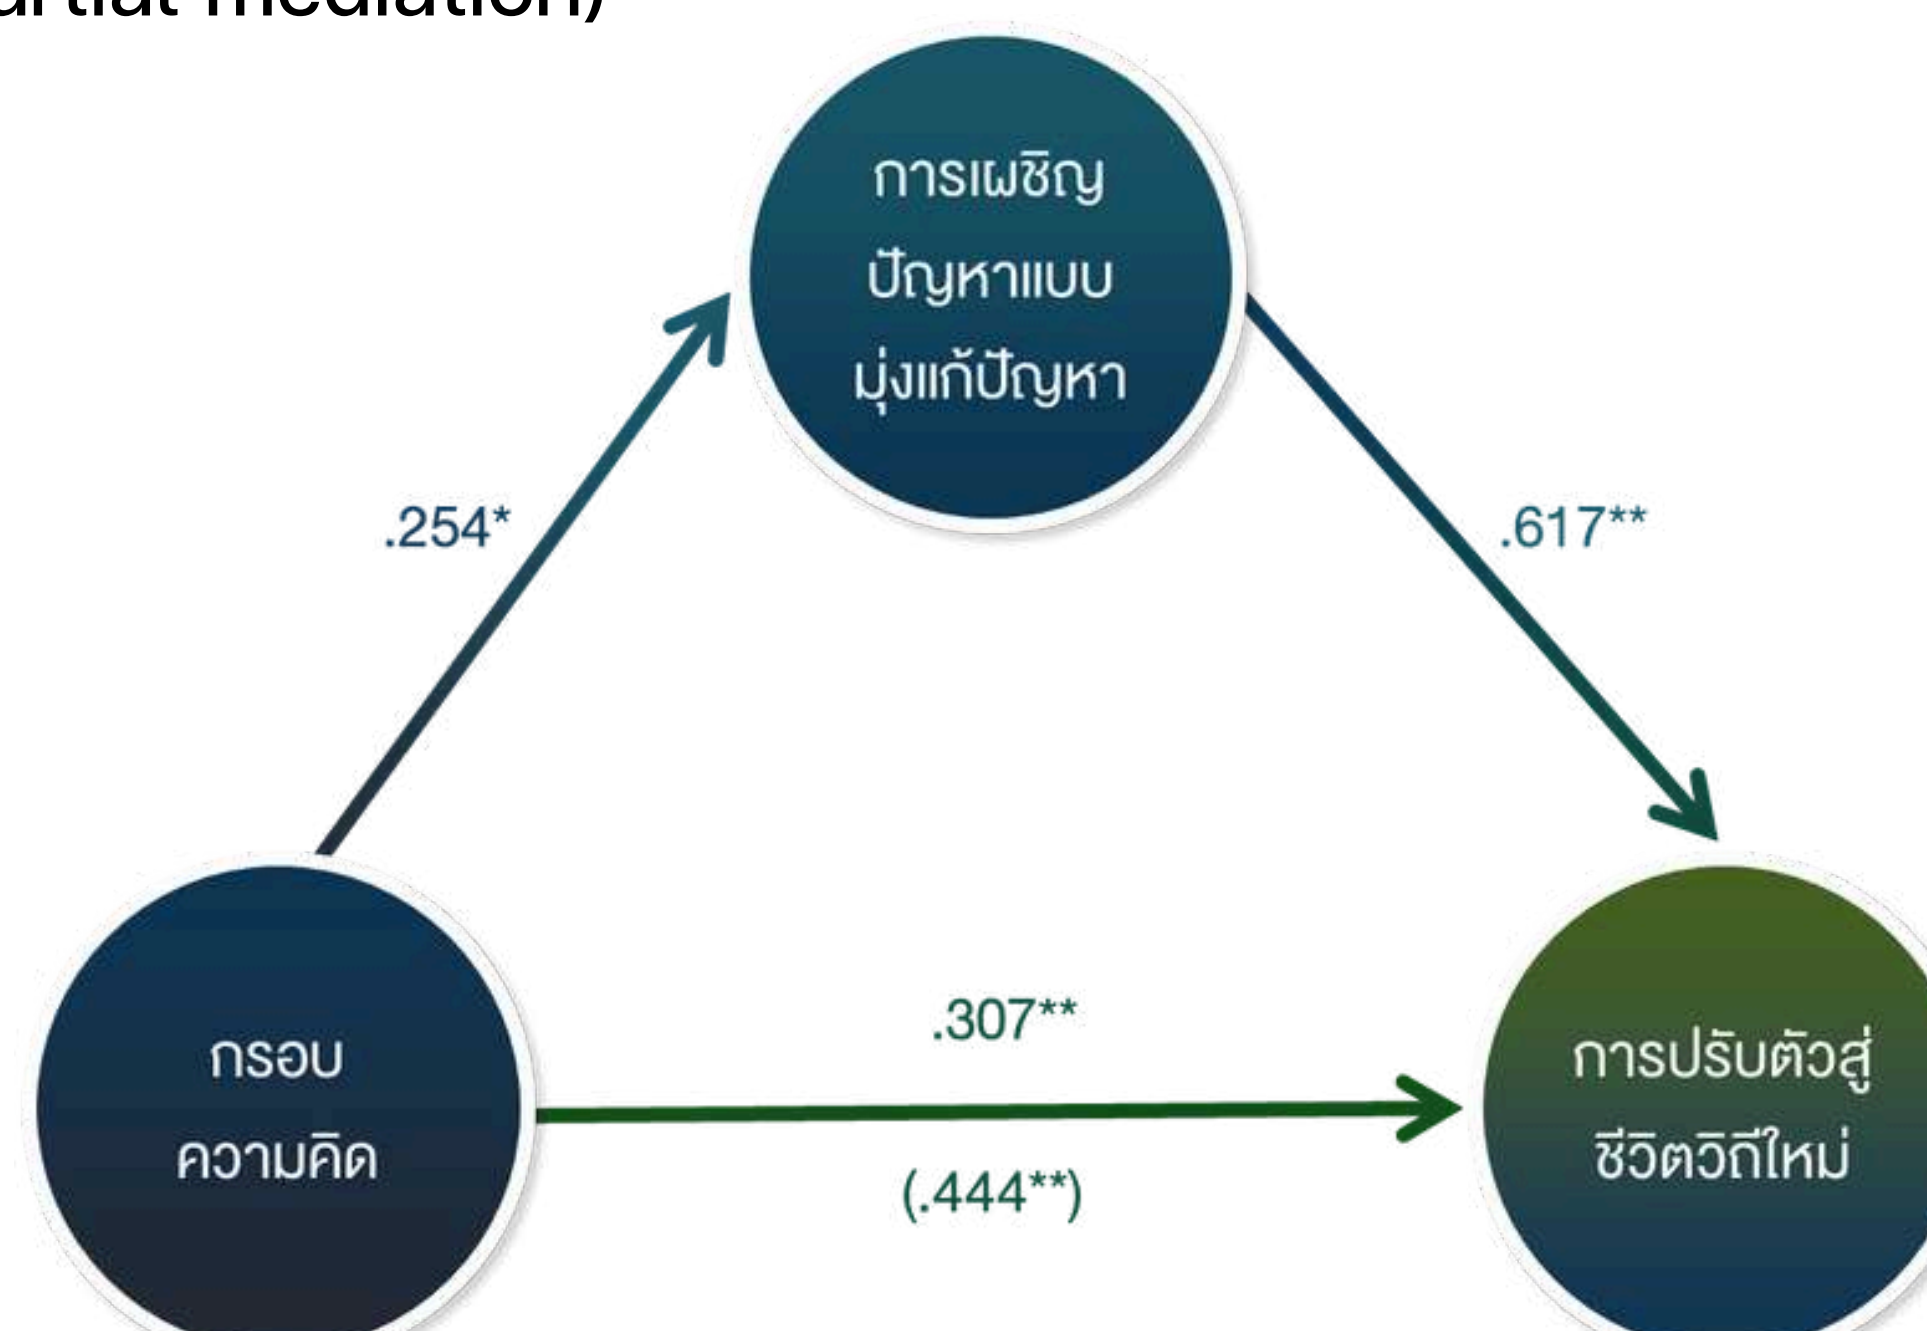 artial mediation)
การเผชิญ
ปัญหาแบบ
มุ่งแก้ปัญหา
.254*
.617**
.307**
(.444**)
กรอบ
ความคิด
การปรับตัวสู่
ชีวิตวิถีใหม่